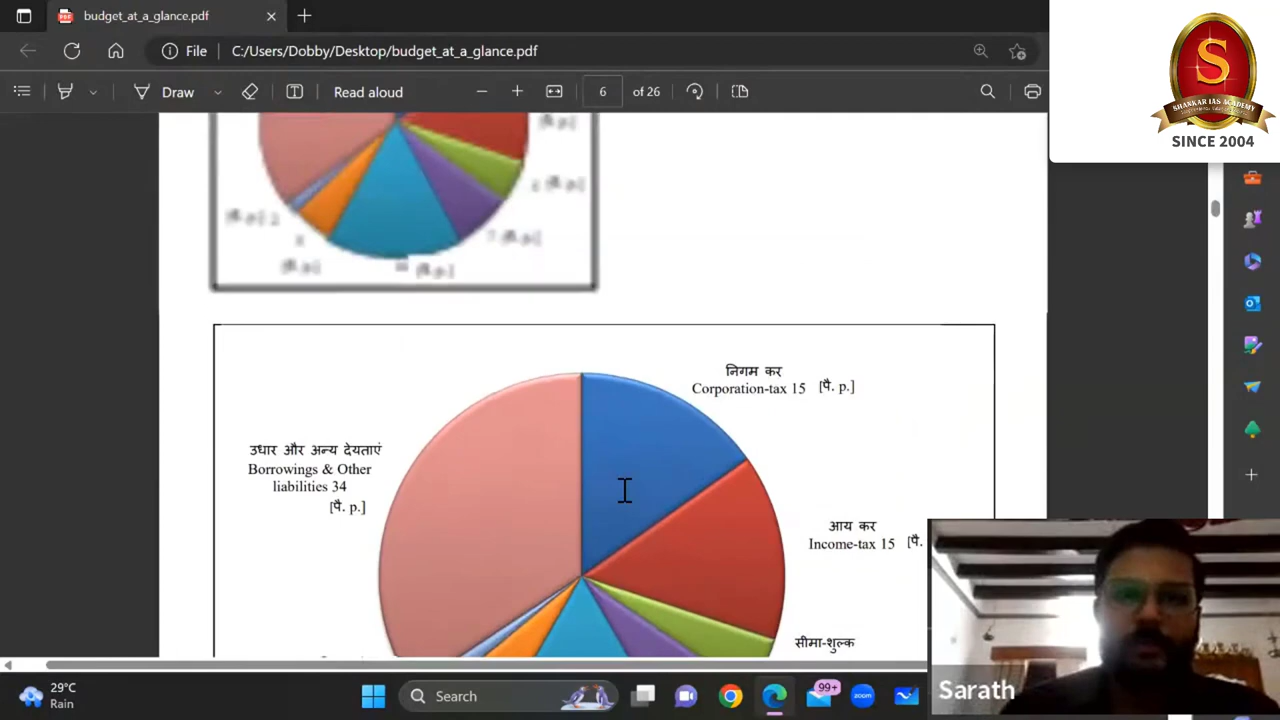 budget_at_a_glance.pdf
File C:/Users/Dobby/Desktop/budget_at_a_glance.pdf
Draw Read aloud 6 of 26
S
SHANKAR IAS ACADEMY
SINCE 2004
निगम कर
Corporation-tax 15 [पै. p.]
उधार और अन्य देयताएं
Borrowings & Other
liabilities 34
[पै. p.]
आय कर
Income-tax 15 [पै.
सीमा-शुल्क
Sarath
29°C
Rain
Search
99+
zoom